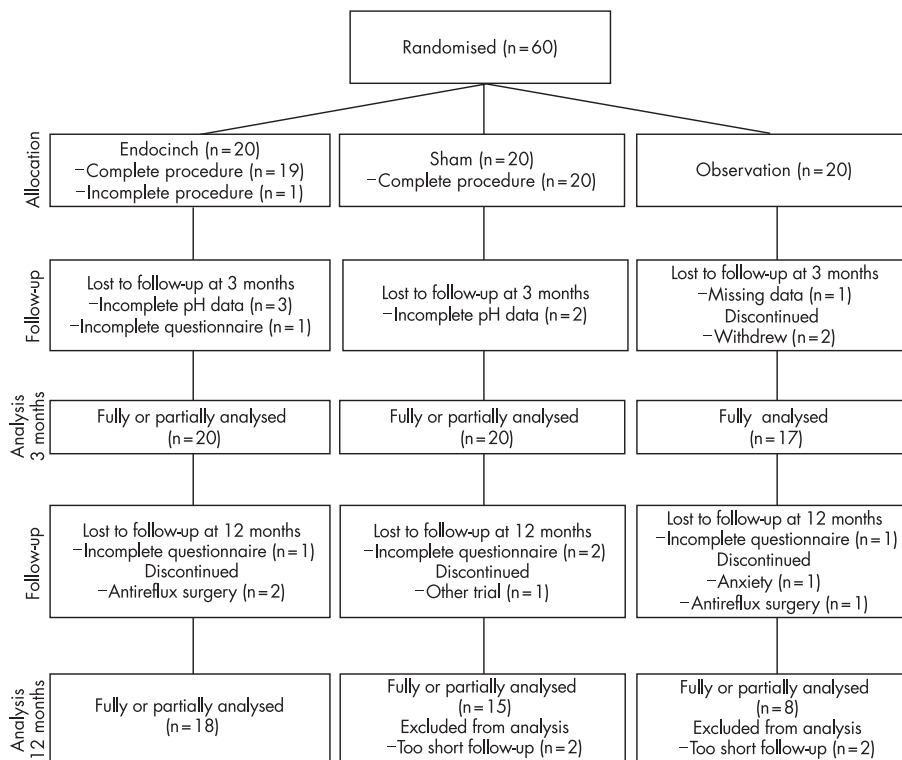 Randomised (n=60)
Allocation
Endocinch (n=20)
–Complete procedure (n=19)
–Incomplete procedure (n=1)
Sham (n=20)
–Complete procedure (n=20)
Observation (n=20)
Follow-up
Lost to follow-up at 3 months
–Incomplete pH data (n=3)
–Incomplete questionnaire (n=1)
Lost to follow-up at 3 months
–Incomplete pH data (n=2)
Lost to follow-up at 3 months
–Missing data (n=1)
Discontinued
–Withdrew (n=2)
Analysis
3 months
Fully or partially analysed
(n=20)
Fully or partially analysed
(n=20)
Fully analysed
(n=17)
Follow-up
Lost to follow-up at 12 months
–Incomplete questionnaire (n=1)
Discontinued
–Antireflux surgery (n=2)
Lost to follow-up at 12 months
–Incomplete questionnaire (n=2)
Discontinued
–Other trial (n=1)
Lost to follow-up at 12 months
–Incomplete questionnaire (n=1)
Discontinued
–Anxiety (n=1)
–Antireflux surgery (n=1)
Analysis
12 months
Fully or partially analysed
(n=18)
Fully or partially analysed
(n=15)
Excluded from analysis
–Too short follow-up (n=2)
Fully or partially analysed
(n=8)
Excluded from analysis
–Too short follow-up (n=2)